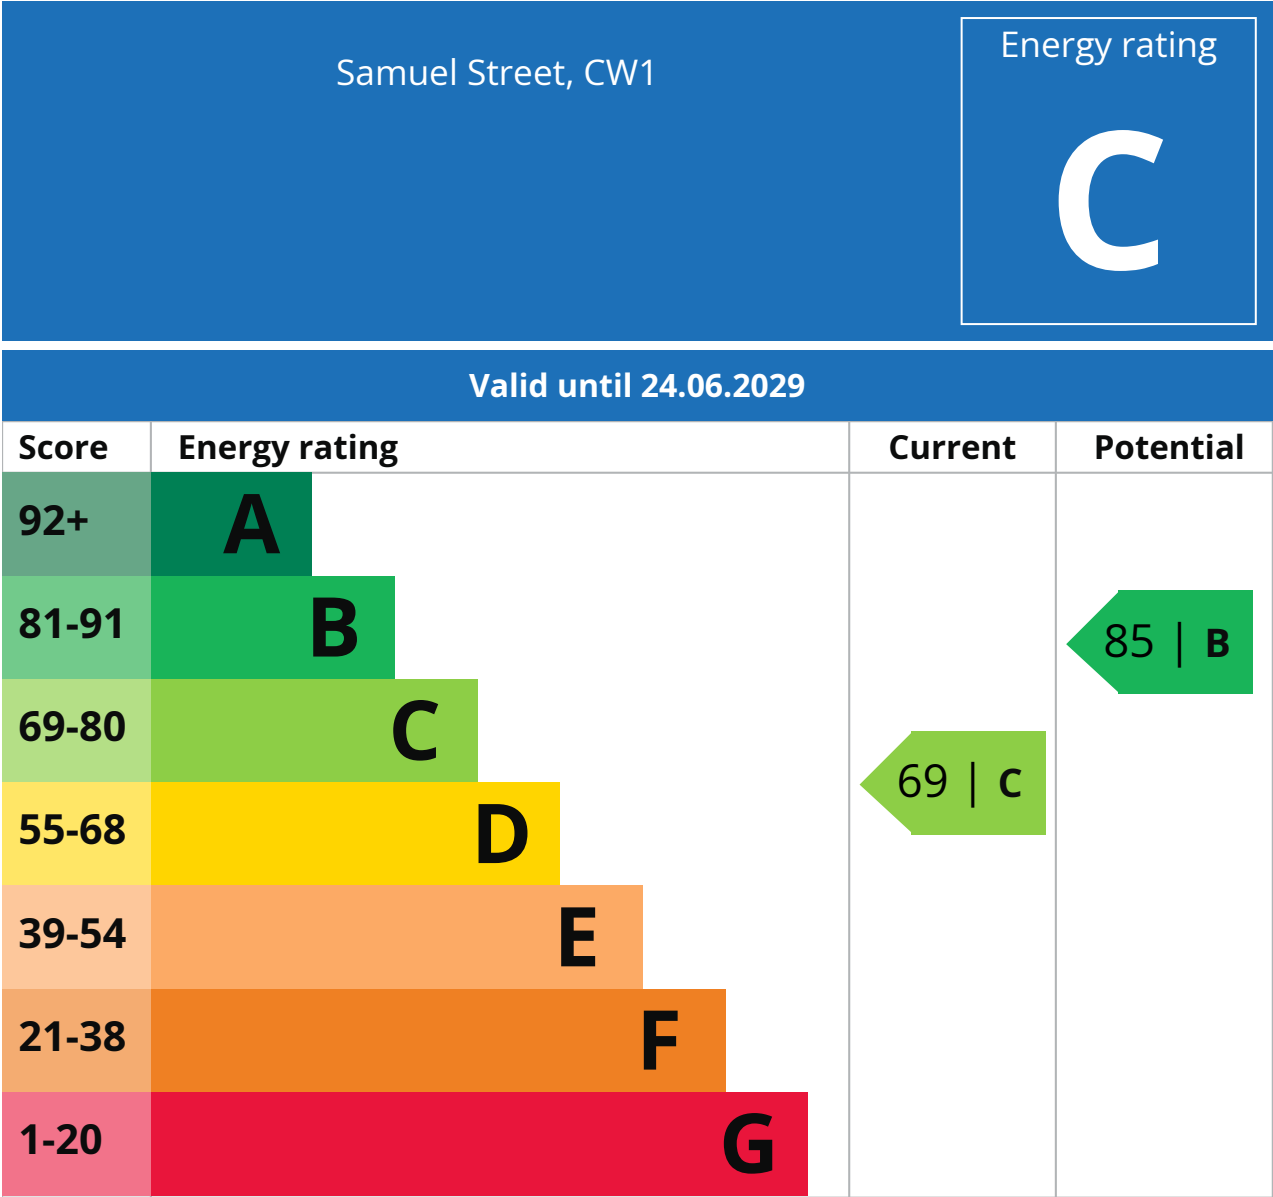 Samuel Street, CW1
Energy rating
C
Valid until 24.06.2029
Score Energy rating Current Potential
92+ A
81-91 B
85 | B
69-80 C
69 | C
55-68 D
39-54 E
21-38 F
1-20 G